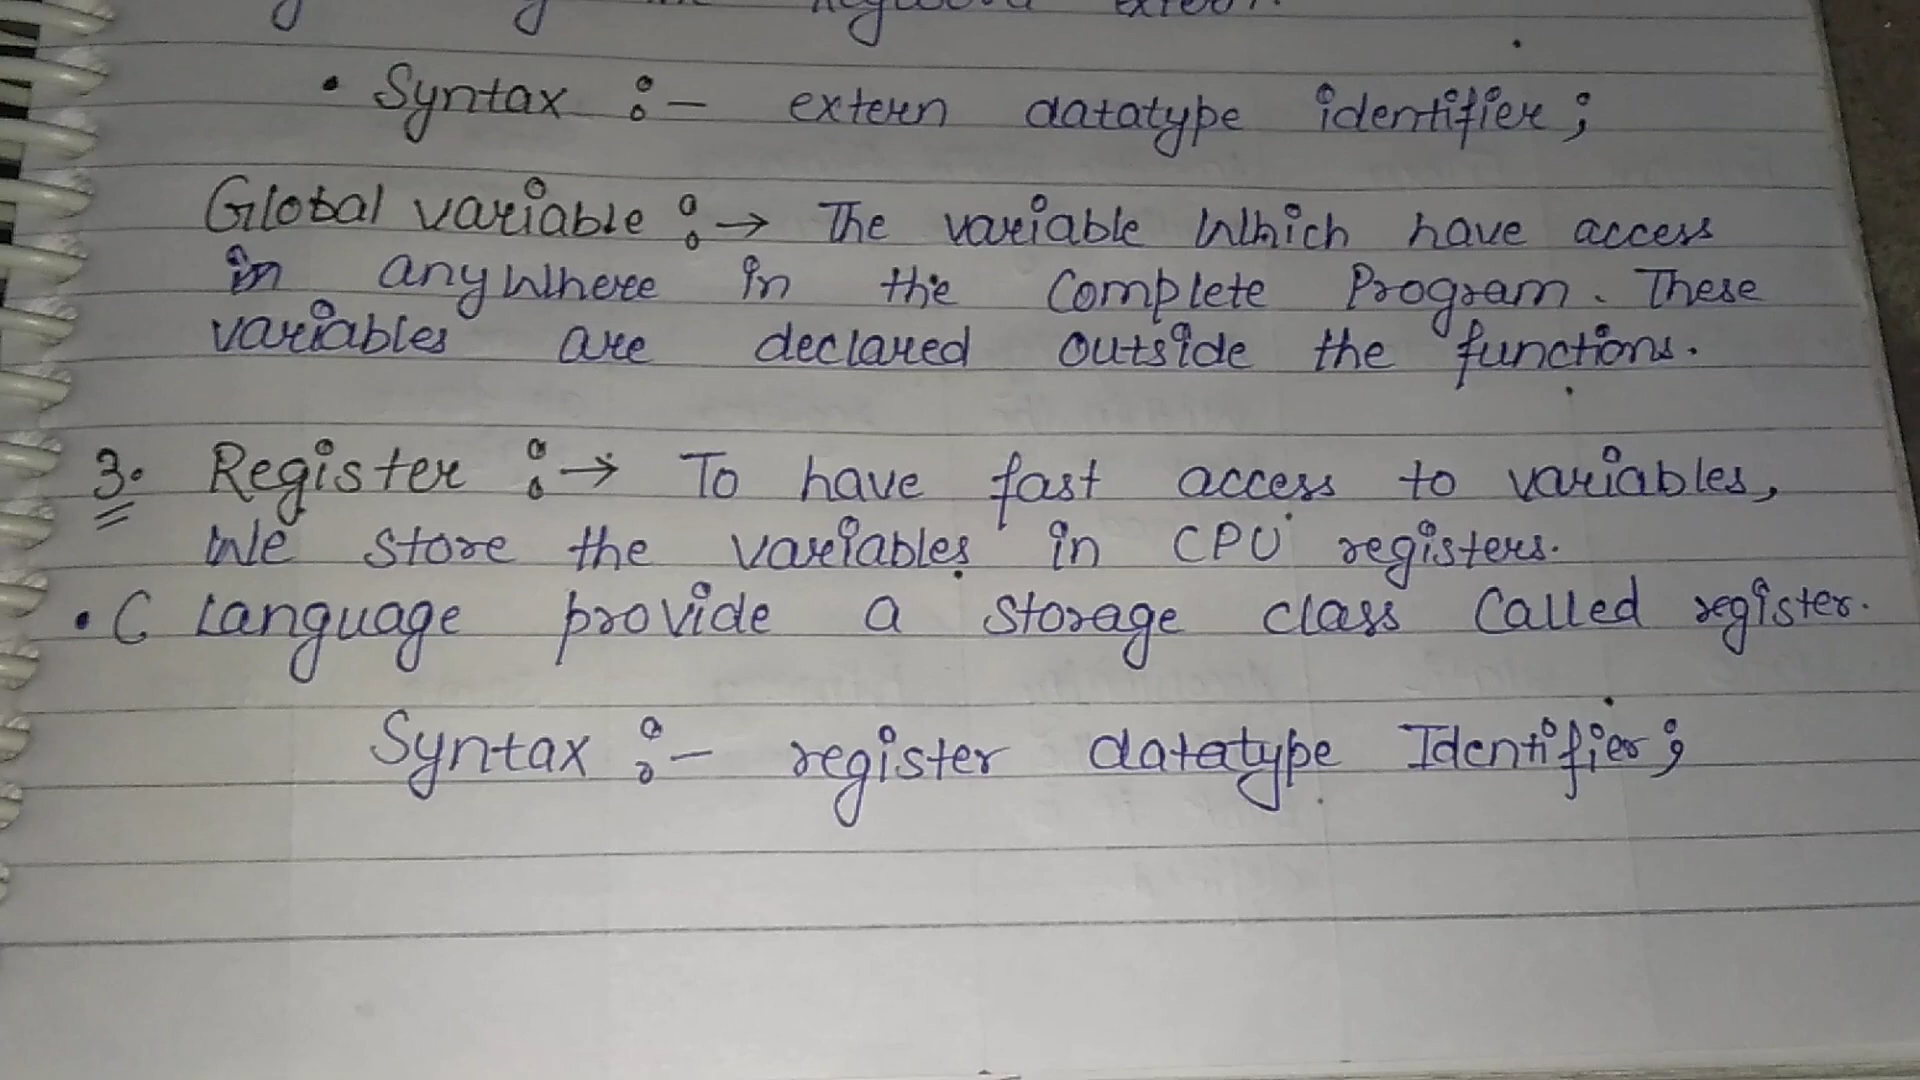 extern.
• Syntax :- extern datatype identifier;
Global variable :→ The variable which have access
in anywhere in the complete Program. These
variables are declared outside the functions.
3. Register :→ To have fast access to variables,
We store the variables in CPU registers.
• C Language provide a storage class called register.
Syntax :- register datatype Identifier;